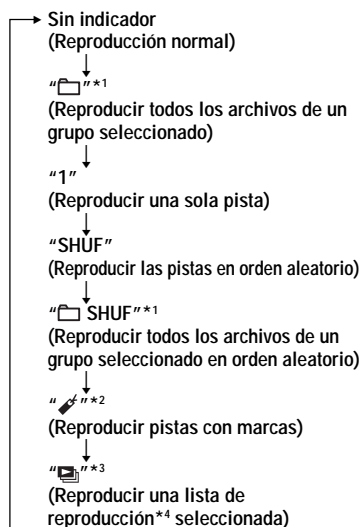 Sin indicador
(Reproducción normal)
“ ”*1
(Reproducir todos los archivos de un
grupo seleccionado)
“1”
(Reproducir una sola pista)
“SHUF”
(Reproducir las pistas en orden aleatorio)
“ SHUF”*1
(Reproducir todos los archivos de un
grupo seleccionado en orden aleatorio)
“ ”*2
(Reproducir pistas con marcas)
“ ”*3
(Reproducir una lista de
reproducción*4 seleccionada)